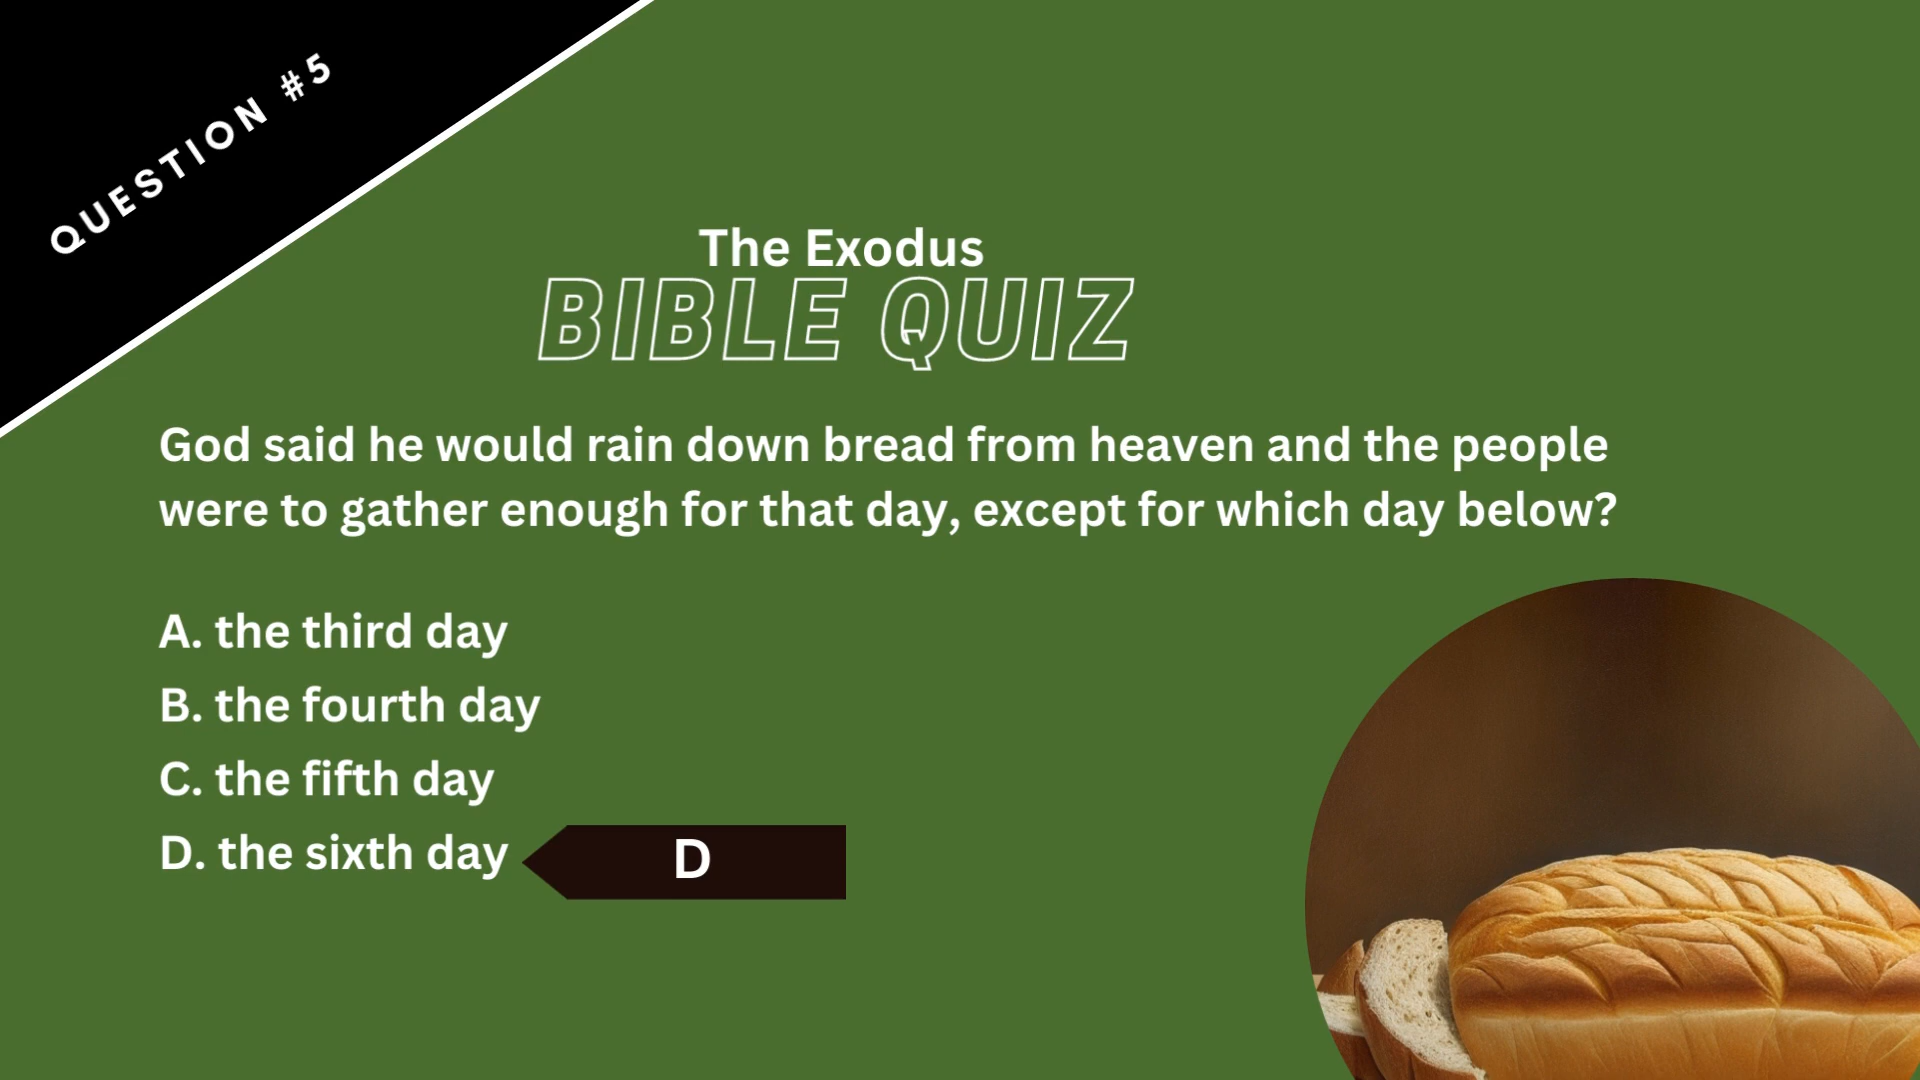 QUESTION #5
The Exodus
BIBLE QUIZ
God said he would rain down bread from heaven and the people
were to gather enough for that day, except for which day below?
A. the third day
B. the fourth day
C. the fifth day
D. the sixth day
D